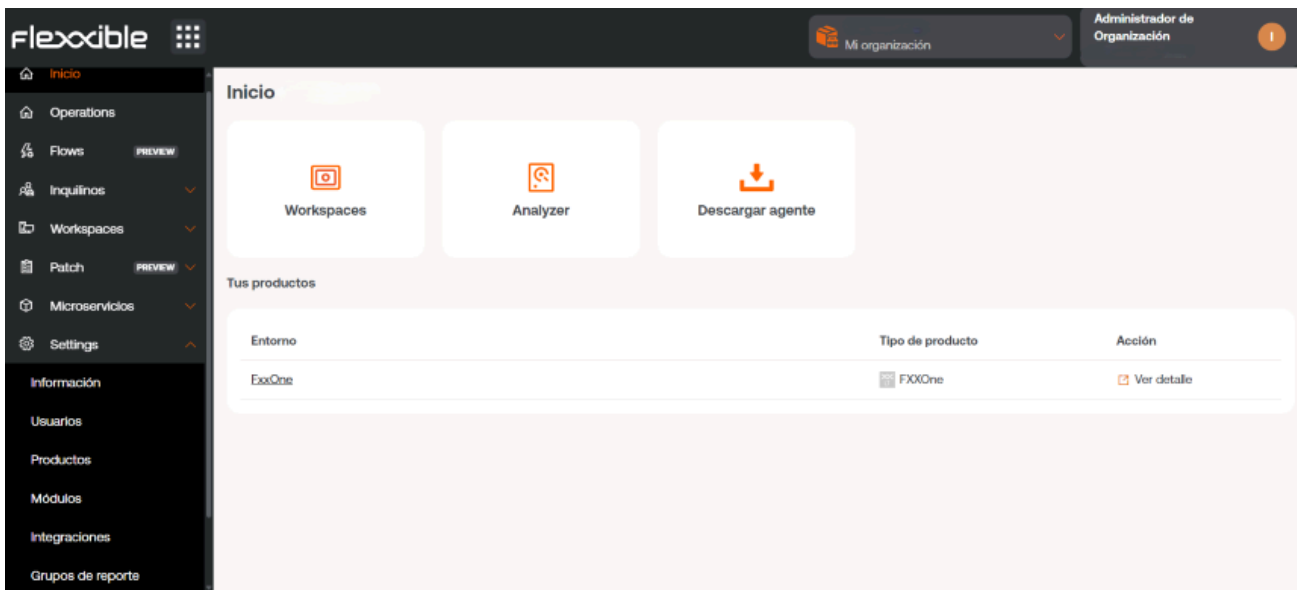 Flexxible
Mi organización
Administrador de
Organización
I
Inicio
Operations
Flows PREVIEW
Inquilinos
Workspaces
Patch PREVIEW
Microservicios
Settings
Información
Usuarios
Productos
Módulos
Integraciones
Grupos de reporte
Inicio
Workspaces
Analyzer
Descargar agente
Tus productos
Entorno Tipo de producto Acción
FxxOne FXXOne Ver detalle